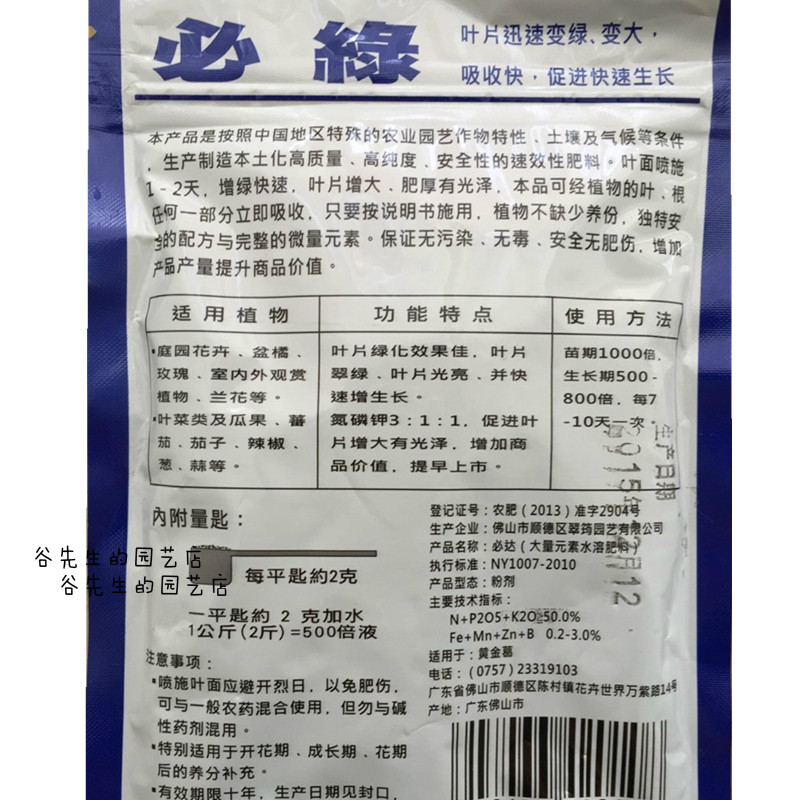 必綠
叶片迅速变绿、变大，
吸收快，促进快速生长
本产品是按照中国地区特殊的农业园艺作物特性、土壤及气候等条件
，生产制造本土化高质量、高纯度、安全性的速效性肥料。叶面喷施
1-2天，增绿快速，叶片增大、肥厚有光泽，本品可经植物的叶、根
任何一部分立即吸收，只要按说明书施用，植物不缺少养份，独特安
全的配方与完整的微量元素。保证无污染、无毒、安全无肥伤，增加
产品产量提升商品价值。
适用植物
功能特点
使用方法
·庭园花卉、盆橘、
玫瑰、室内外观赏
植物、兰花等。
·叶菜类及瓜果、蕃
茄、茄子、辣椒、
葱、蒜等。
叶片绿化效果佳，叶片
翠绿、叶片光亮、并快
速增生长。
氮磷钾3：1：1，促进叶
片增大有光泽，增加商
品价值，提早上市。
苗期1000倍，
生长期500-
800倍，每7
-10天一次。
生产日期
內附量匙：
每平匙約2克
一平匙約 2 克加水
1公斤(2斤)=500倍液
谷先生的园艺店
谷先生的园艺店
登记证号：农肥（2013）准字2904号
生产企业：佛山市顺德区翠筠园艺有限公司
产品名称：必达（大量元素水溶肥料）
执行标准：NY1007-2010
产品型态：粉剂
主要技术指标：
N+P2O5+K2O≥50.0%
Fe+Mn+Zn+B 0.2-3.0%
适用于：黄金葛
电话：（0757）23319103
广东省佛山市顺德区陈村镇花卉世界万紫路14号
产地：广东佛山市
注意事项：
·喷施叶面应避开烈日，以免肥伤，
可与一般农药混合使用，但勿与碱
性药剂混用。
·特别适用于开花期、成长期、花期
后的养分补充。
·有效期限十年，生产日期见封口，